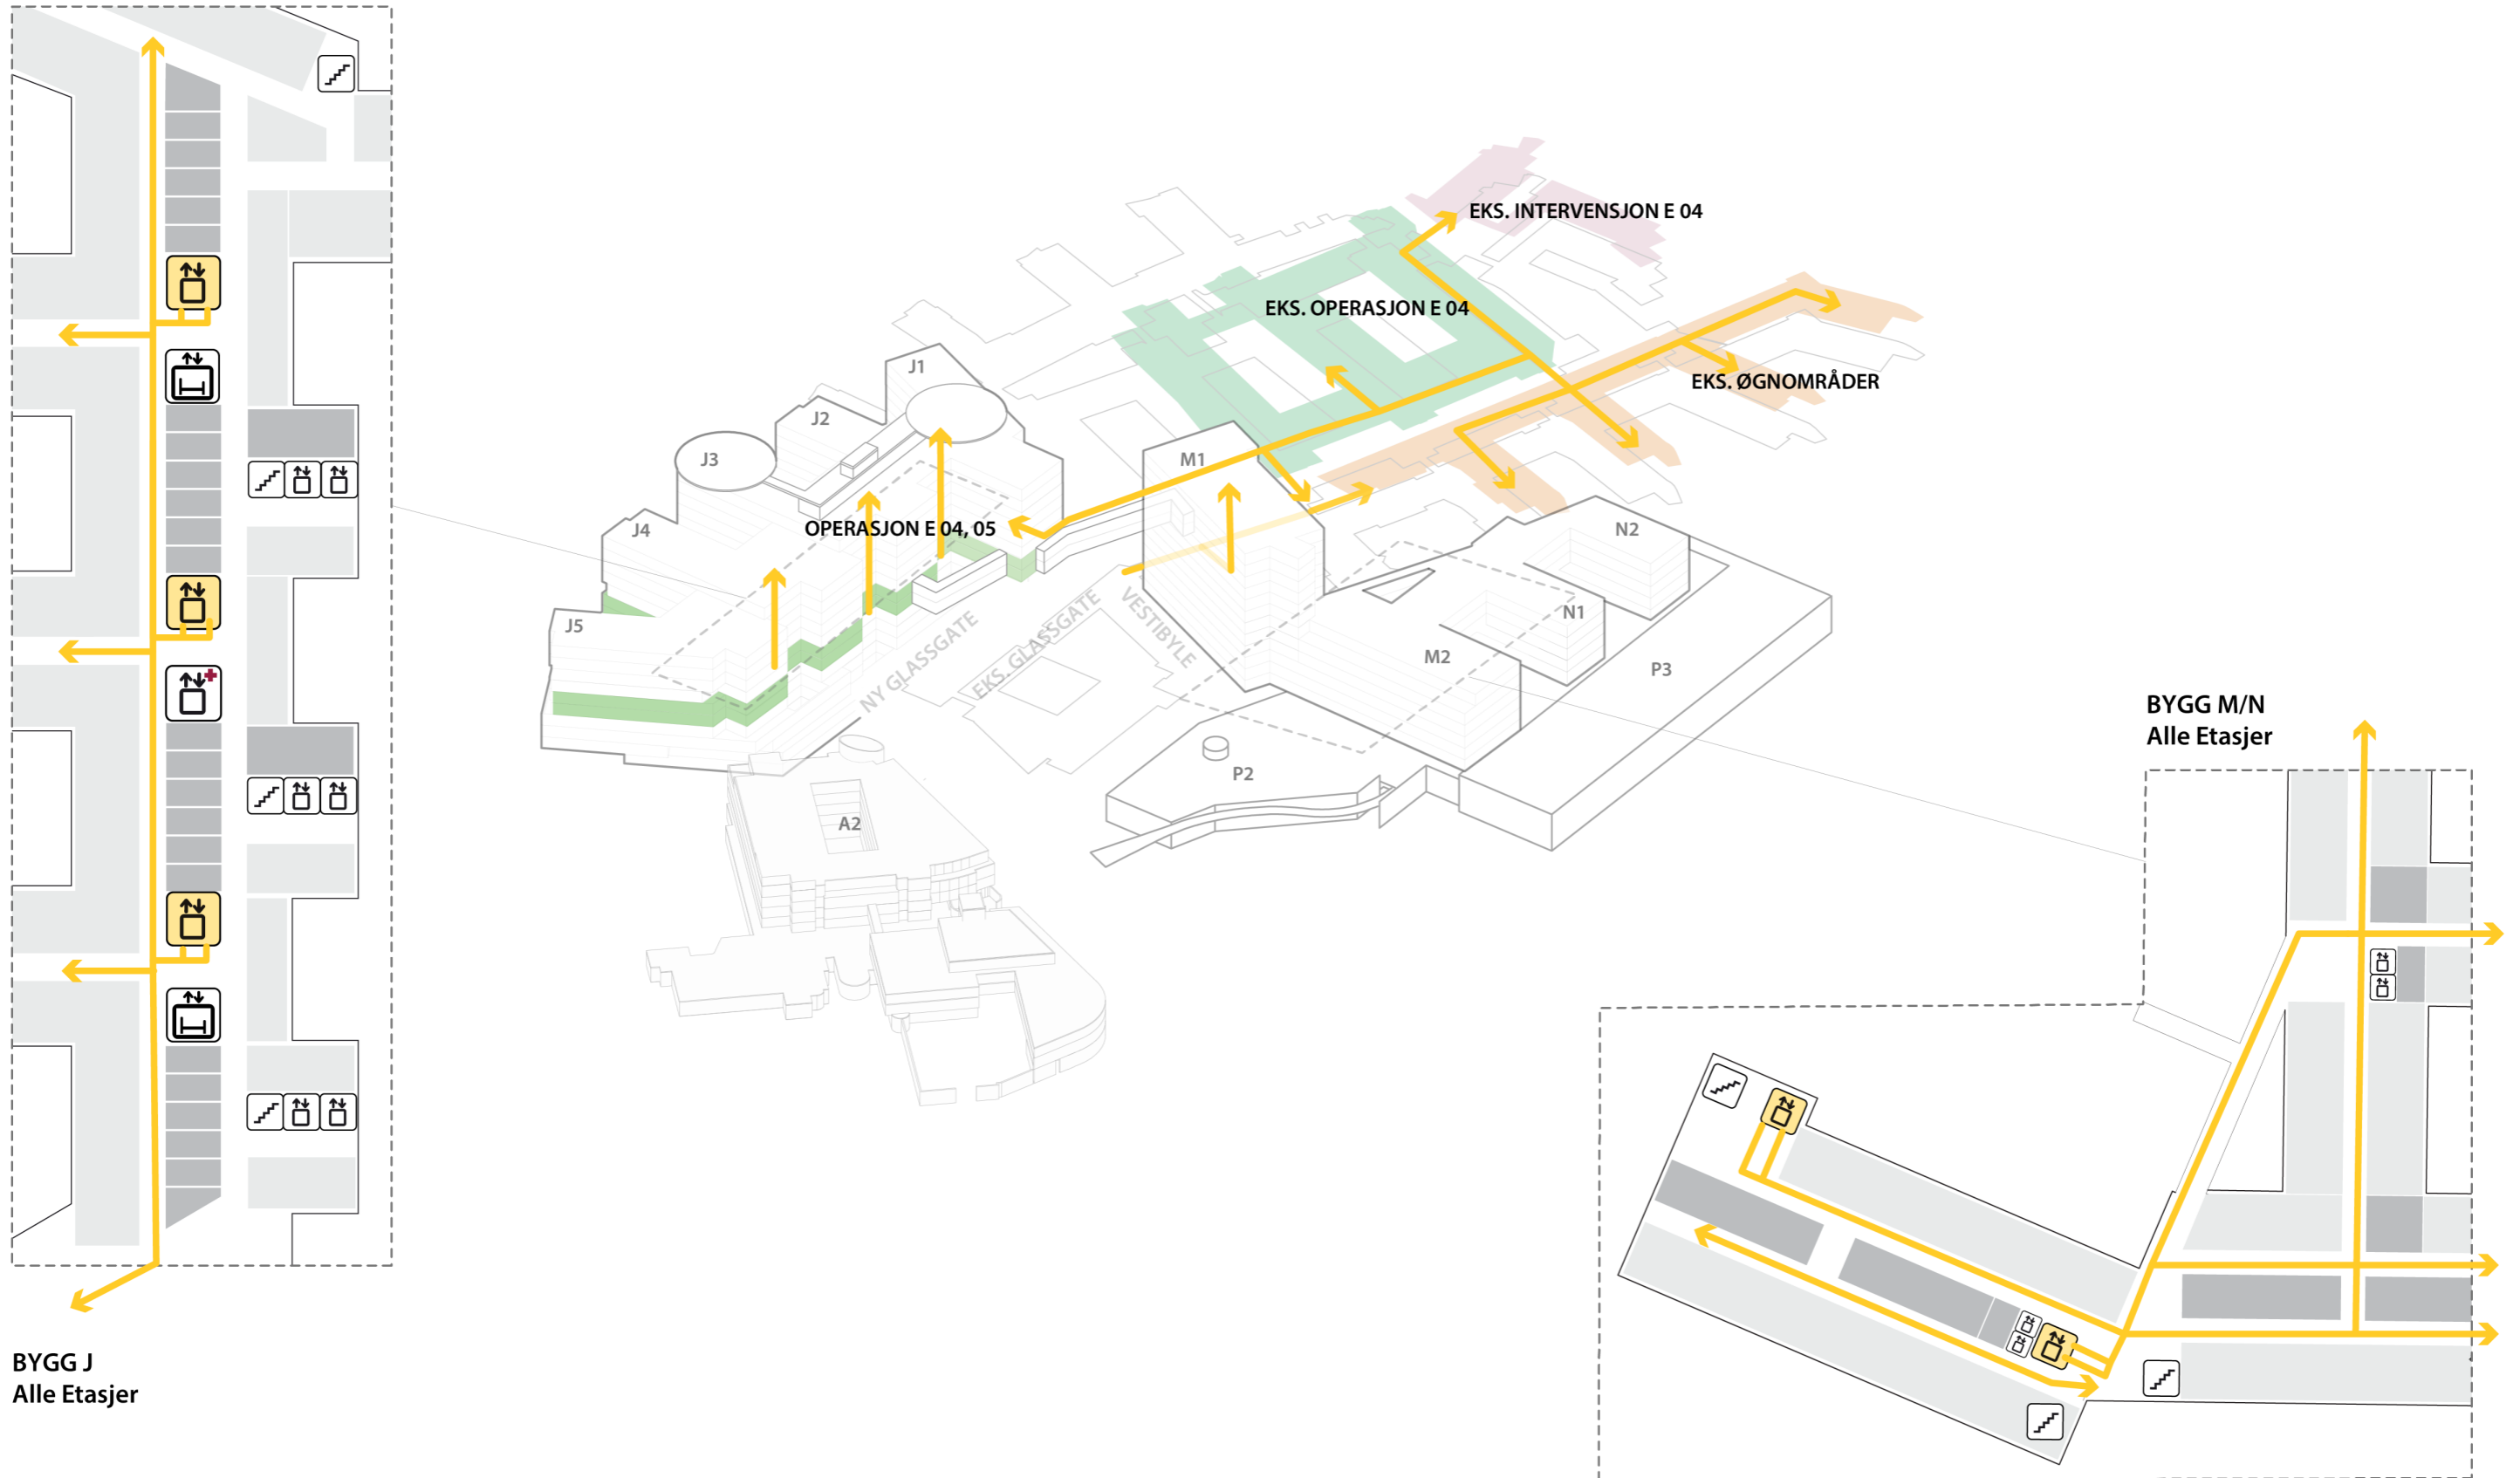 EKS. INTERVENSJON E 04
EKS. OPERASJON E 04
EKS. ØGNOMRÅDER
J1
J2
J3
M1
OPERASJON E 04, 05
J4
N2
J5
N1
NY GLASSGATE
EKS. GLASSGATE
VESTIBYLE
M2
P3
P2
A2
BYGG M/N
Alle Etasjer
BYGG J
Alle Etasjer